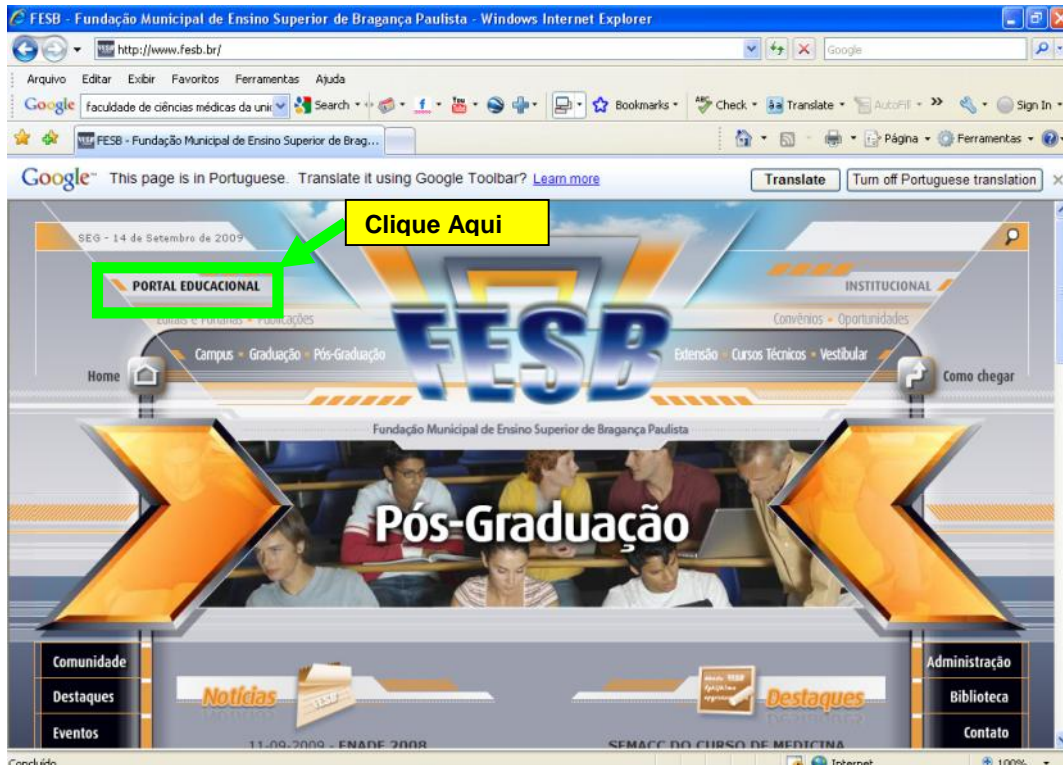 FESB - Fundação Municipal de Ensino Superior de Bragança Paulista - Windows Internet Explorer
http://www.fesb.br/
Google
Arquivo Editar Exibir Favoritos Ferramentas Ajuda
Google faculdade de ciências médicas da unic Search Bookmarks Check Translate AutoFill Sign In
FESB - Fundação Municipal de Ensino Superior de Brag... Página Ferramentas
Google This page is in Portuguese. Translate it using Google Toolbar? Learn more Translate Turn off Portuguese translation
Clique Aqui
SEG - 14 de Setembro de 2009
PORTAL EDUCACIONAL INSTITUCIONAL
Editais e Portarias • Publicações Convênios • Oportunidades
FESB
Campus • Graduação • Pós-Graduação Extensão • Cursos Técnicos • Vestibular
Home Como chegar
Fundação Municipal de Ensino Superior de Bragança Paulista
Pós-Graduação
Comunidade Administração
Destaques Notícias Destaques Biblioteca
Eventos Contato
11-09-2009 - ENADE 2008 SEMACC DO CURSO DE MEDICINA
Concluído Internet 100%